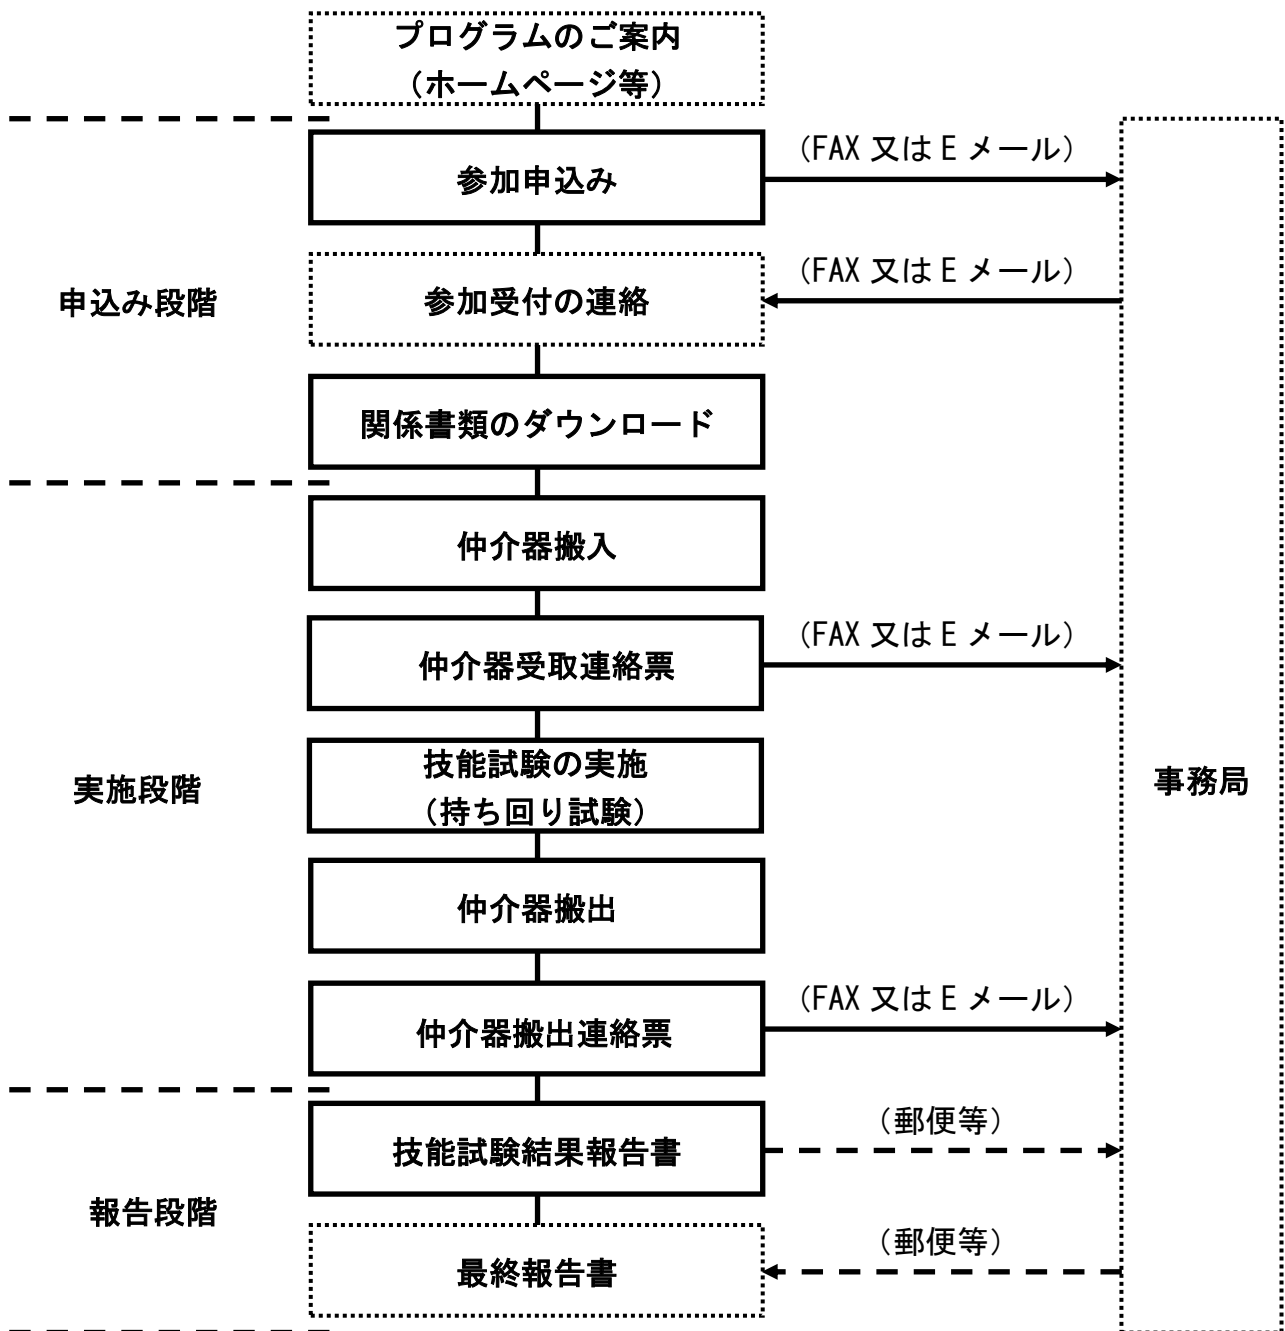 プログラムのご案内
（ホームページ等）
参加申込み
（FAX 又は E メール）
申込み段階
参加受付の連絡
（FAX 又は E メール）
関係書類のダウンロード
仲介器搬入
仲介器受取連絡票
（FAX 又は E メール）
実施段階
技能試験の実施
（持ち回り試験）
事務局
仲介器搬出
仲介器搬出連絡票
（FAX 又は E メール）
技能試験結果報告書
（郵便等）
報告段階
最終報告書
（郵便等）